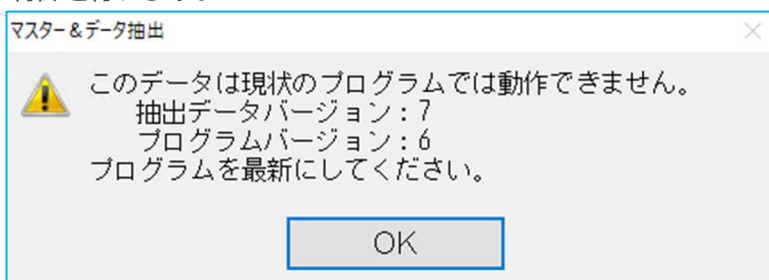 マスター&データ抽出
このデータは現状のプログラムでは動作できません。
抽出データバージョン:7
プログラムバージョン:6
プログラムを最新にしてください。
OK